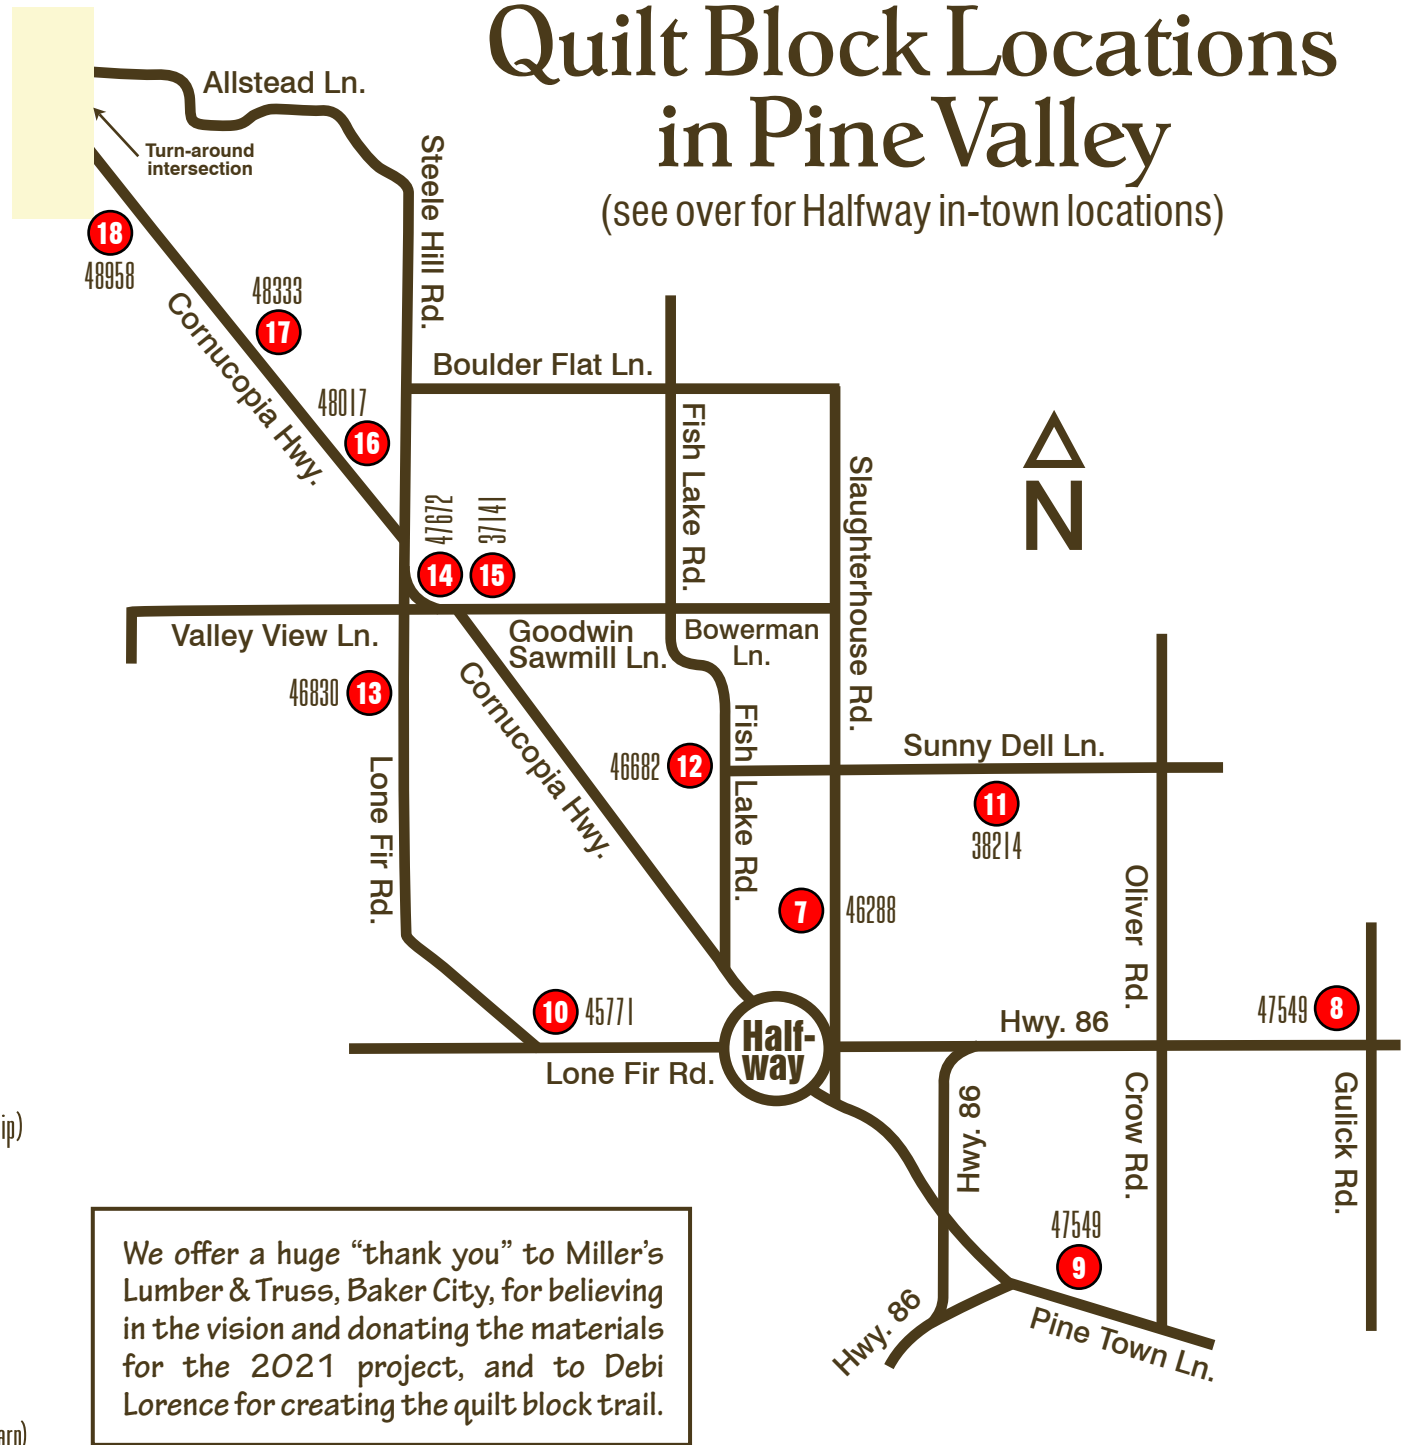 Quilt Block Locations
in Pine Valley
(see over for Halfway in-town locations)
Allstead Ln.
Turn-around
intersection
Steele Hill Rd.
18
48958
48333
17
Cornucopia Hwy.
48017
16
Boulder Flat Ln.
Fish Lake Rd.
Slaughterhouse Rd.
N
47972
37141
14
15
Valley View Ln.
Goodwin
Sawmill Ln.
Bowerman
Ln.
46830
13
Cornucopia Hwy.
Lone Fir Rd.
46682
12
Fish Lake Rd.
Sunny Dell Ln.
11
38214
7
46288
Oliver Rd.
10
45771
Lone Fir Rd.
Half-
way
Hwy. 86
47549
8
Hwy. 86
Crow Rd.
Gulick Rd.
47549
9
Hwy. 86
Pine Town Ln.
ip)
We offer a huge “thank you” to Miller’s
Lumber & Truss, Baker City, for believing
in the vision and donating the materials
for the 2021 project, and to Debi
Lorence for creating the quilt block trail.
arn)